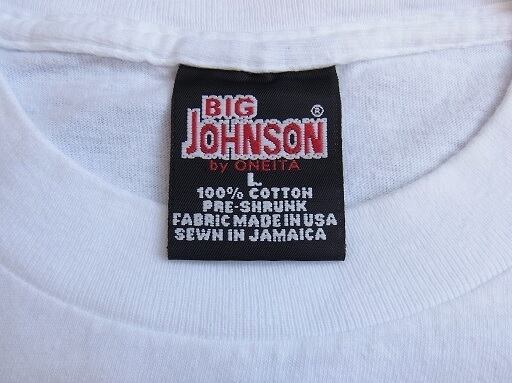 BIG
JOHNSON®
by ONEITA
L
100% COTTON
PRE-SHRUNK
FABRIC MADE IN USA
SEWN IN JAMAICA